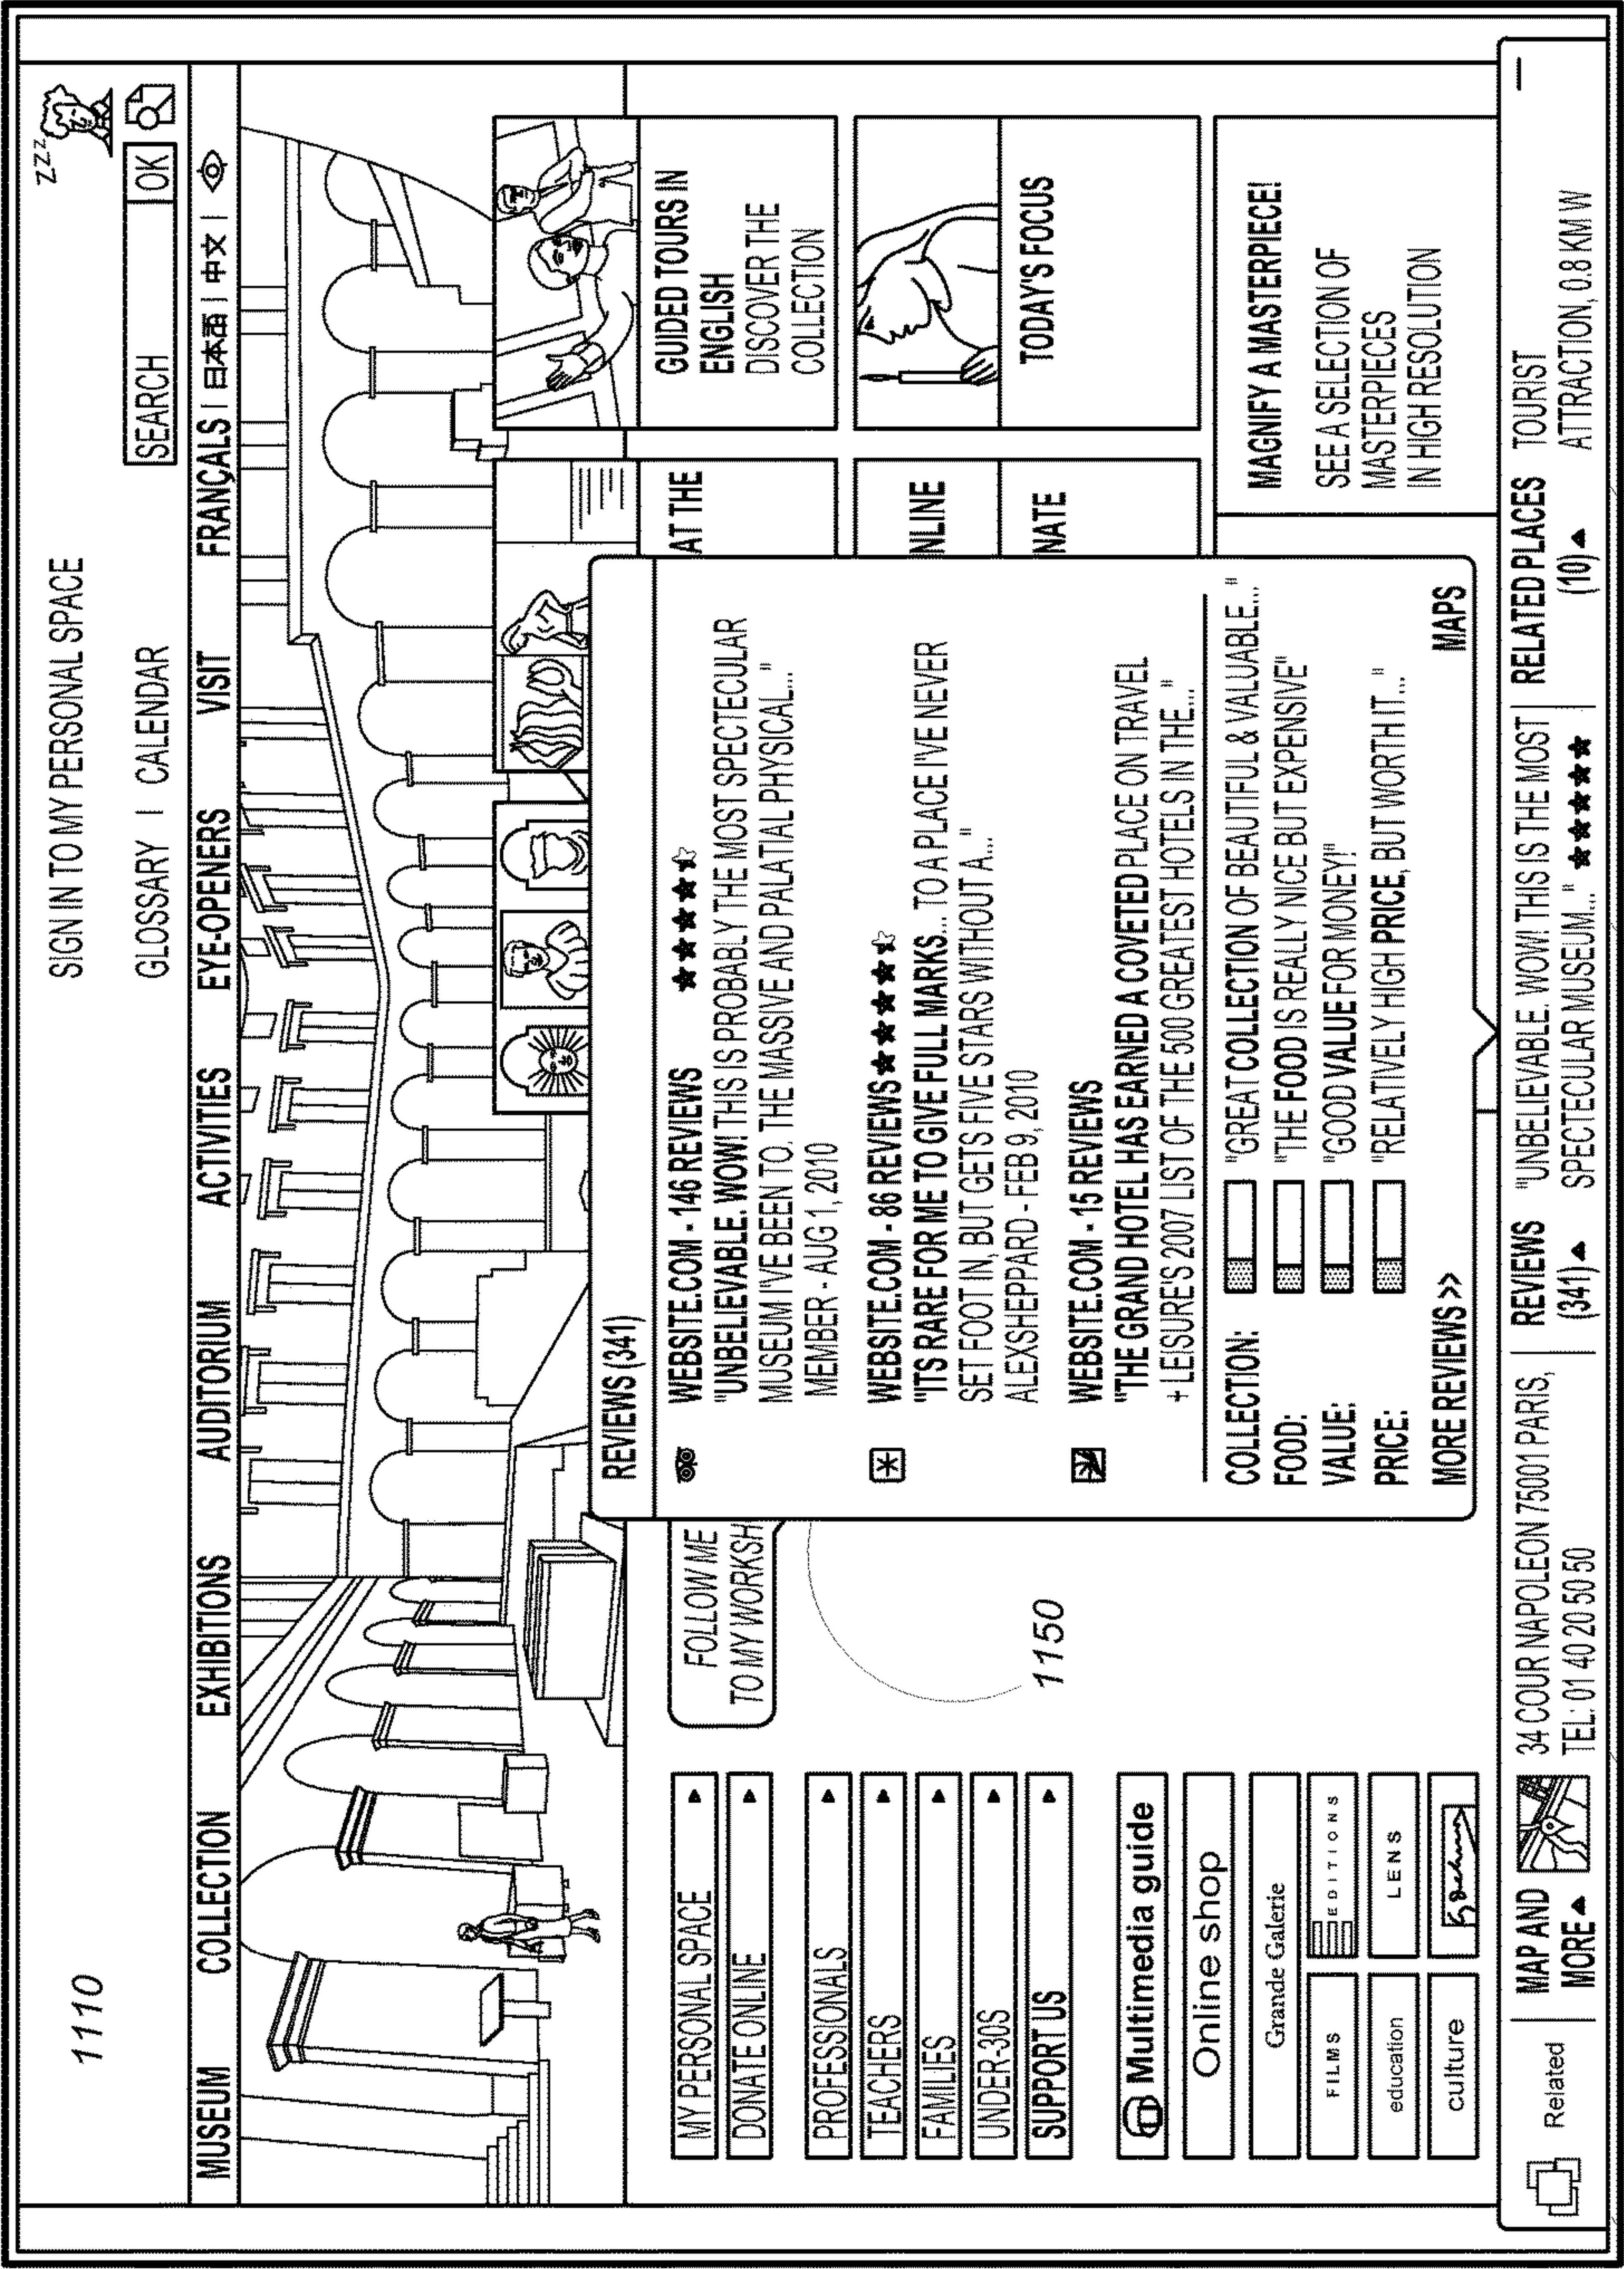 1110
SIGN IN TO MY PERSONAL SPACE
zzz
GLOSSARY | CALENDAR
SEARCH
OK
MUSEUM COLLECTION EXHIBITIONS AUDITORIUM ACTIVITIES EYE-OPENERS VISIT FRANÇALS | 日本語 | 中文 |
MY PERSONAL SPACE
DONATE ONLINE
PROFESSIONALS
TEACHERS
FAMILIES
UNDER-30S
SUPPORT US
Multimedia guide
Online shop
Grande Galerie
FILMS
EDITIONS
education
LENS
culture
FOLLOW ME
TO MY WORKSH
1150
REVIEWS (341)
WEBSITE.COM - 146 REVIEWS
"UNBELIEVABLE. WOW! THIS IS PROBABLY THE MOST SPECTECULAR
MUSEUM I'VE BEEN TO. THE MASSIVE AND PALATIAL PHYSICAL..."
MEMBER - AUG 1, 2010
WEBSITE.COM - 86 REVIEWS
"ITS RARE FOR ME TO GIVE FULL MARKS... TO A PLACE I'VE NEVER
SET FOOT IN, BUT GETS FIVE STARS WITHOUT A..."
ALEXSHEPPARD - FEB 9, 2010
WEBSITE.COM - 15 REVIEWS
"THE GRAND HOTEL HAS EARNED A COVETED PLACE ON TRAVEL
+ LEISURE'S 2007 LIST OF THE 500 GREATEST HOTELS IN THE..."
COLLECTION: "GREAT COLLECTION OF BEAUTIFUL & VALUABLE..."
FOOD: "THE FOOD IS REALLY NICE BUT EXPENSIVE"
VALUE: "GOOD VALUE FOR MONEY!"
PRICE: "RELATIVELY HIGH PRICE, BUT WORTH IT..."
MORE REVIEWS >> MAPS
AT THE
NLINE
NATE
GUIDED TOURS IN
ENGLISH
DISCOVER THE
COLLECTION
TODAY'S FOCUS
MAGNIFY A MASTERPIECE!
SEE A SELECTION OF
MASTERPIECES
IN HIGH RESOLUTION
Related
MAP AND
MORE
34 COUR NAPOLEON 75001 PARIS,
TEL: 01 40 20 50 50
REVIEWS
(341)
"UNBELIEVABLE. WOW! THIS IS THE MOST
SPECTECULAR MUSEUM..." ★★★★★
RELATED PLACES
(10)
TOURIST
ATTRACTION, 0.8 KM W